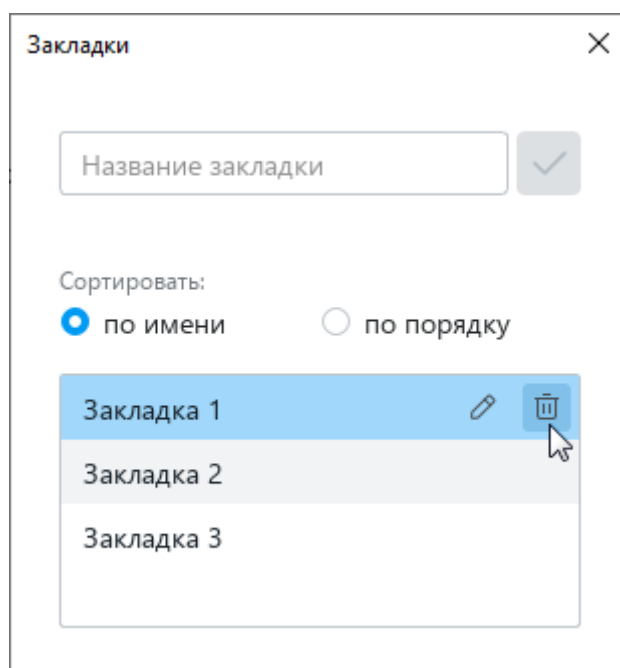 Закладки
Название закладки
Сортировать:
по имени по порядку
Закладка 1
Закладка 2
Закладка 3